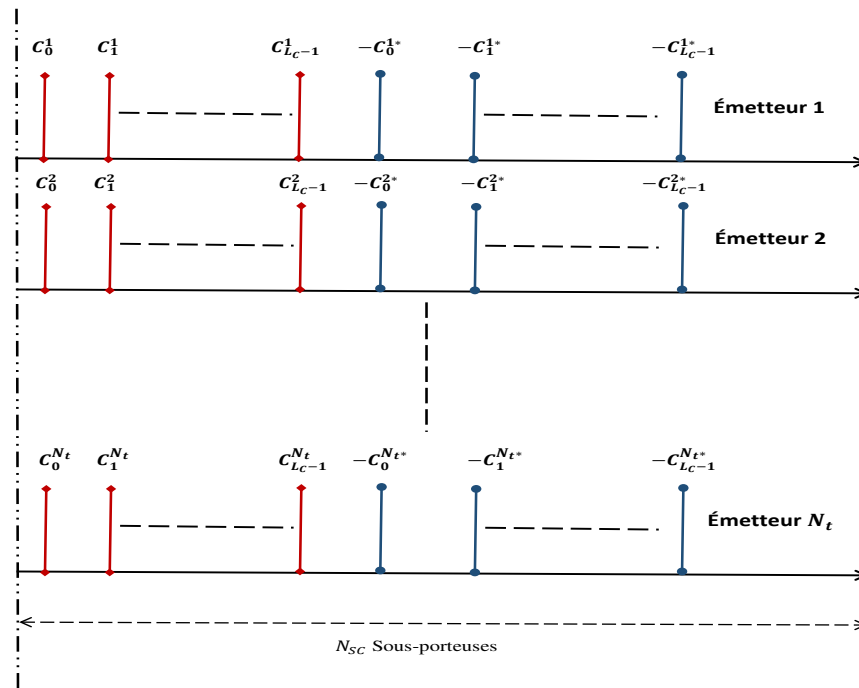 C_0^1 C_1^1 C_{L_C-1}^1 -C_0^{1*} -C_1^{1*} -C_{L_C-1}^{1*}
Émetteur 1
C_0^2 C_1^2 C_{L_C-1}^2 -C_0^{2*} -C_1^{2*} -C_{L_C-1}^{2*}
Émetteur 2
C_0^{N_t} C_1^{N_t} C_{L_C-1}^{N_t} -C_0^{N_t*} -C_1^{N_t*} -C_{L_C-1}^{N_t*}
Émetteur N_t
N_{SC} Sous-porteuses